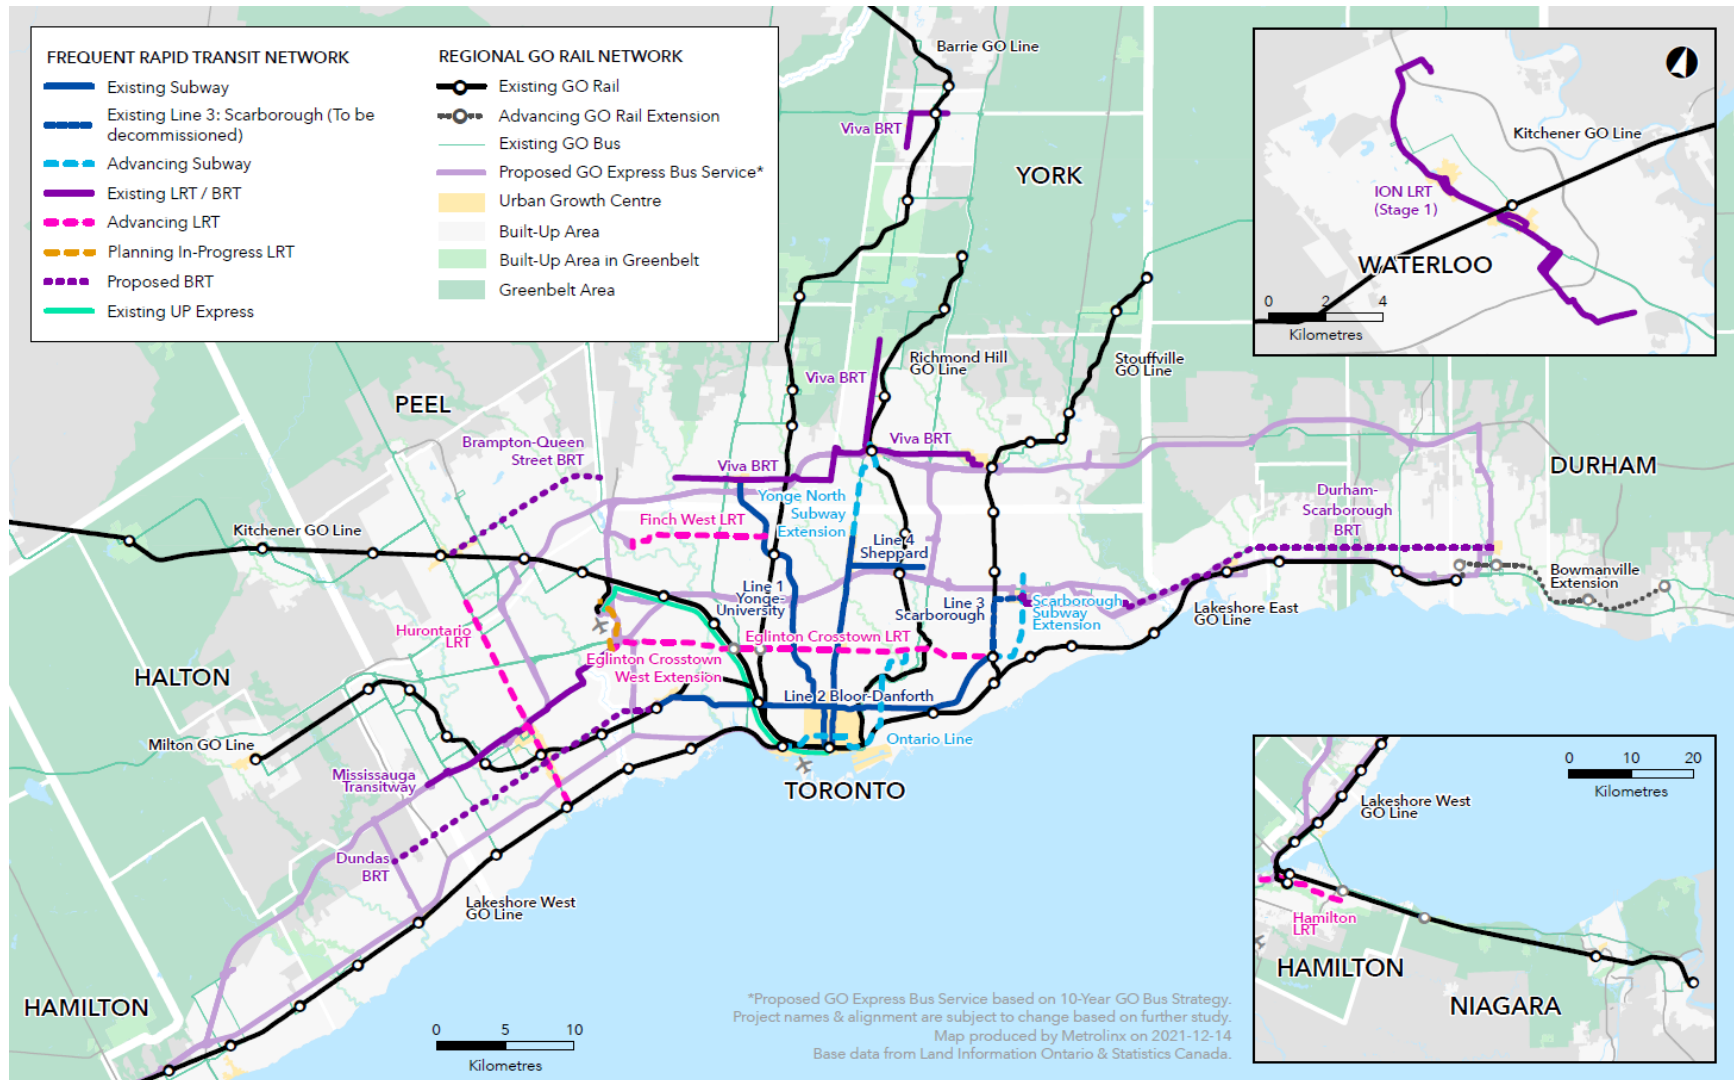 FREQUENT RAPID TRANSIT NETWORK
Existing Subway
Existing Line 3: Scarborough (To be
decommissioned)
Advancing Subway
Existing LRT / BRT
Advancing LRT
Planning In-Progress LRT
Proposed BRT
Existing UP Express
REGIONAL GO RAIL NETWORK
Existing GO Rail
Advancing GO Rail Extension
Existing GO Bus
Proposed GO Express Bus Service*
Urban Growth Centre
Built-Up Area
Built-Up Area in Greenbelt
Greenbelt Area
Barrie GO Line
Viva BRT
YORK
Kitchener GO Line
ION LRT
(Stage 1)
WATERLOO
0 2 4
Kilometres
Richmond Hill
GO Line
Stouffville
GO Line
Viva BRT
PEEL
Brampton-Queen
Street BRT
Viva BRT
Viva BRT
DURHAM
Yonge North
Subway
Extension
Durham-
Scarborough
BRT
Finch West LRT
Kitchener GO Line
Line 4
Sheppard
Bowmanville
Extension
Line 1
Yonge-
University
Line 3
Scarborough
Scarborough
Subway
Extension
Lakeshore East
GO Line
Hurontario
LRT
Eglinton Crosstown LRT
Eglinton Crosstown
West Extension
HALTON
Line 2 Bloor-Danforth
Milton GO Line
Ontario Line
Mississauga
Transitway
TORONTO
Dundas
BRT
Lakeshore West
GO Line
HAMILTON
0 5 10
Kilometres
0 10 20
Kilometres
Lakeshore West
GO Line
Hamilton
LRT
HAMILTON
NIAGARA
*Proposed GO Express Bus Service based on 10-Year GO Bus Strategy.
Project names & alignment are subject to change based on further study.
Map produced by Metrolinx on 2021-12-14
Base data from Land Information Ontario & Statistics Canada.